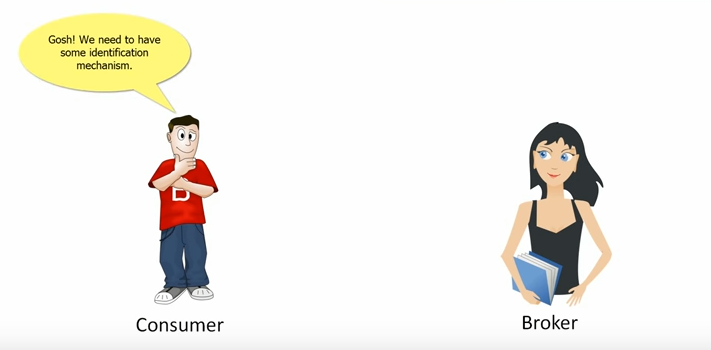 Gosh! We need to have
some identification
mechanism.
B
Consumer
Broker